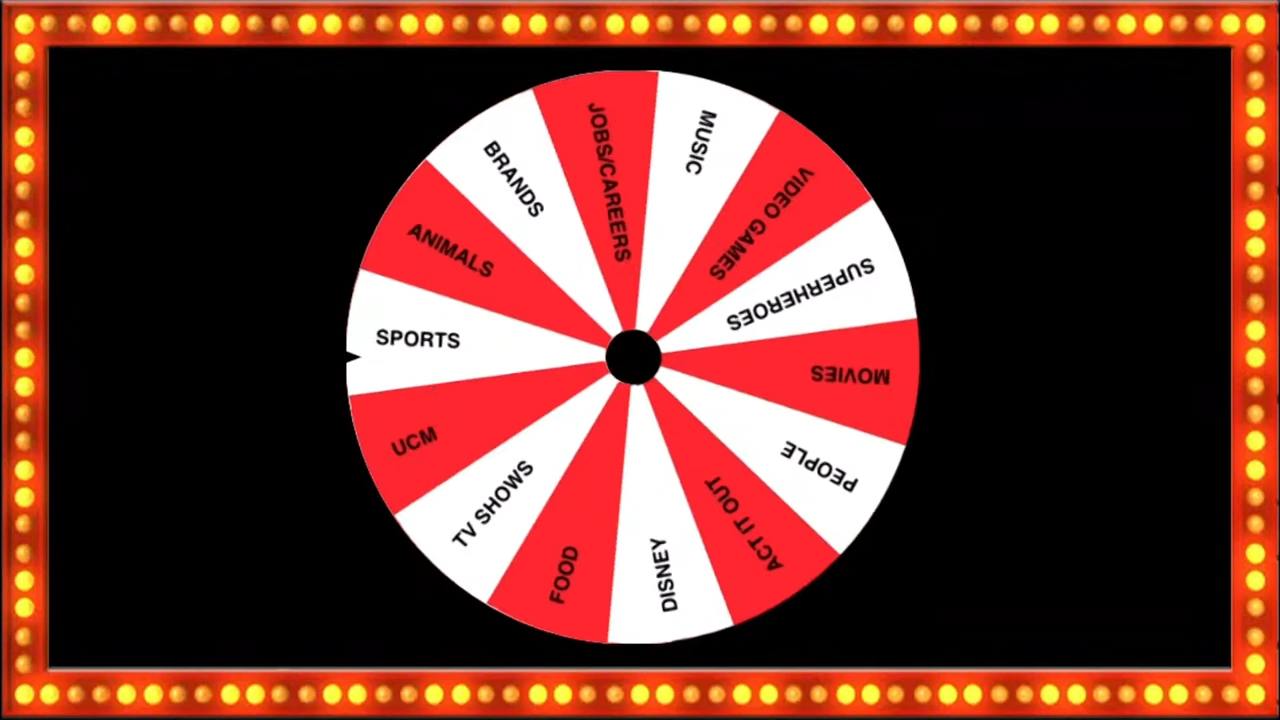 JOBS/CAREERS
MUSIC
VIDEO GAMES
SUPERHEROES
MOVIES
PEOPLE
ACT IT OUT
DISNEY
FOOD
TV SHOWS
UCM
SPORTS
ANIMALS
BRANDS